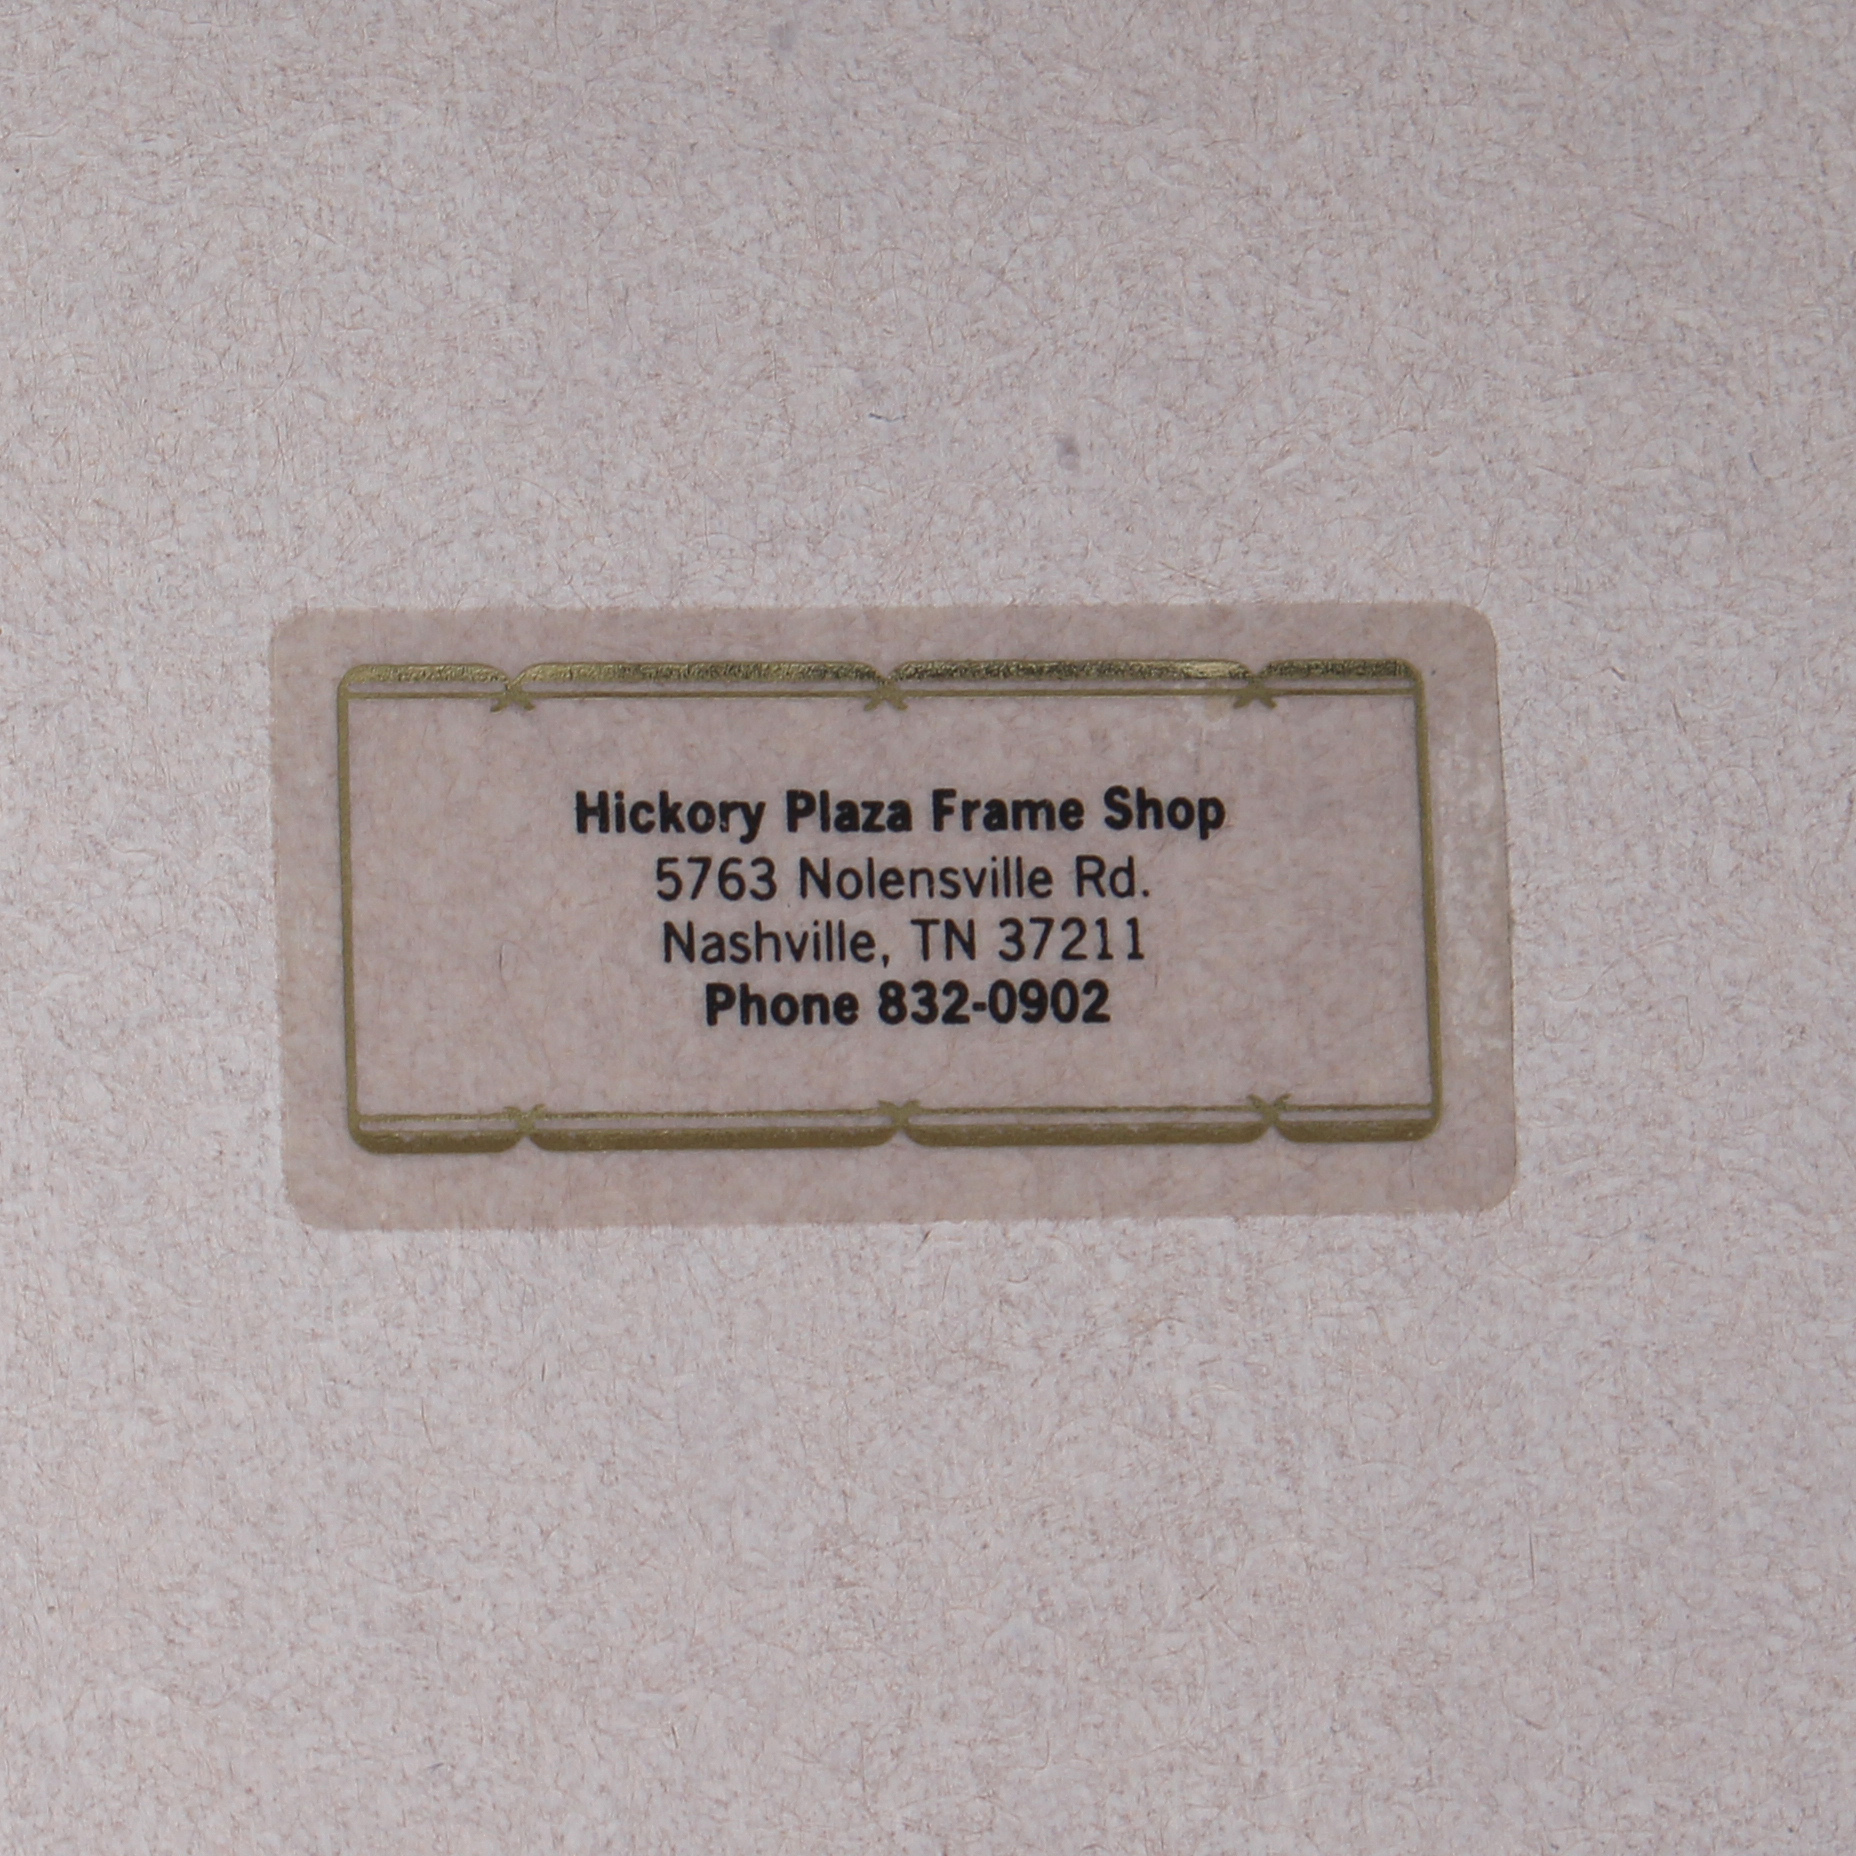 Hickory Plaza Frame Shop
5763 Nolensville Rd.
Nashville, TN 37211
Phone 832-0902